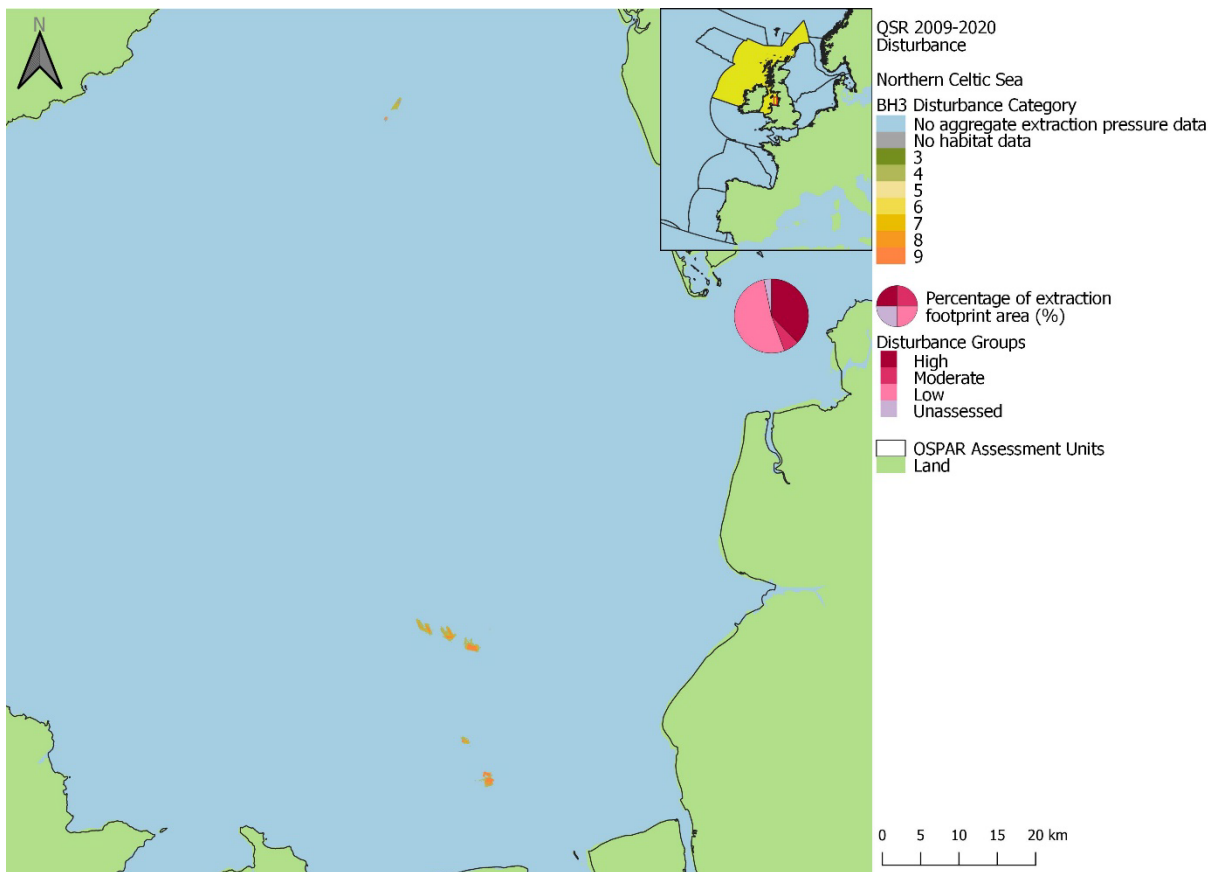 N
QSR 2009-2020
Disturbance
Northern Celtic Sea
BH3 Disturbance Category
No aggregate extraction pressure data
No habitat data
3
4
5
6
7
8
9
Percentage of extraction
footprint area (%)
Disturbance Groups
High
Moderate
Low
Unassessed
OSPAR Assessment Units
Land
0 5 10 15 20 km